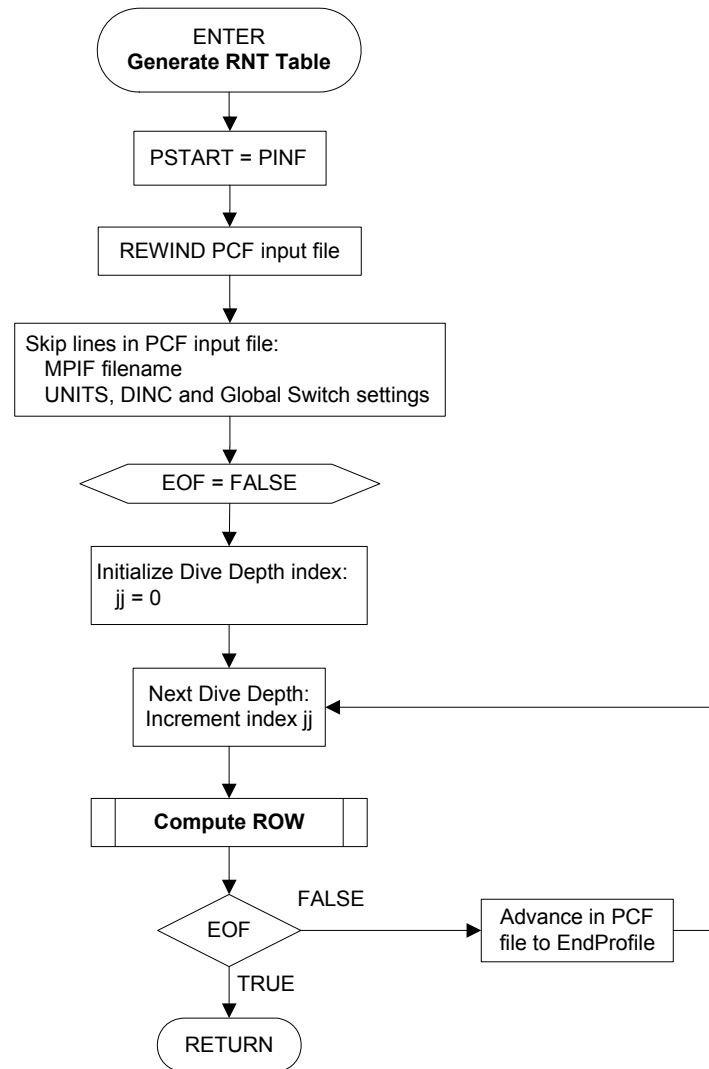 ENTER
Generate RNT Table
PSTART = PINF
REWIND PCF input file
Skip lines in PCF input file:
MPIF filename
UNITS, DINC and Global Switch settings
EOF = FALSE
Initialize Dive Depth index:
jj = 0
Next Dive Depth:
Increment index jj
Compute ROW
EOF
FALSE
Advance in PCF
file to EndProfile
TRUE
RETURN